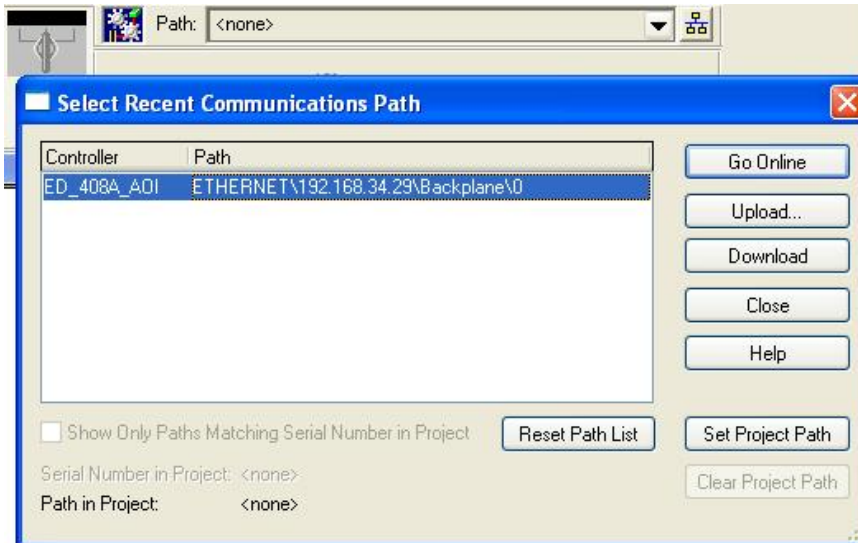 Path: <none>
Select Recent Communications Path
Controller Path
ED_408A_AOI ETHERNET\192.168.34.29\Backplane\0
Go Online
Upload...
Download
Close
Help
Show Only Paths Matching Serial Number in Project
Reset Path List
Set Project Path
Serial Number in Project: <none>
Clear Project Path
Path in Project: <none>